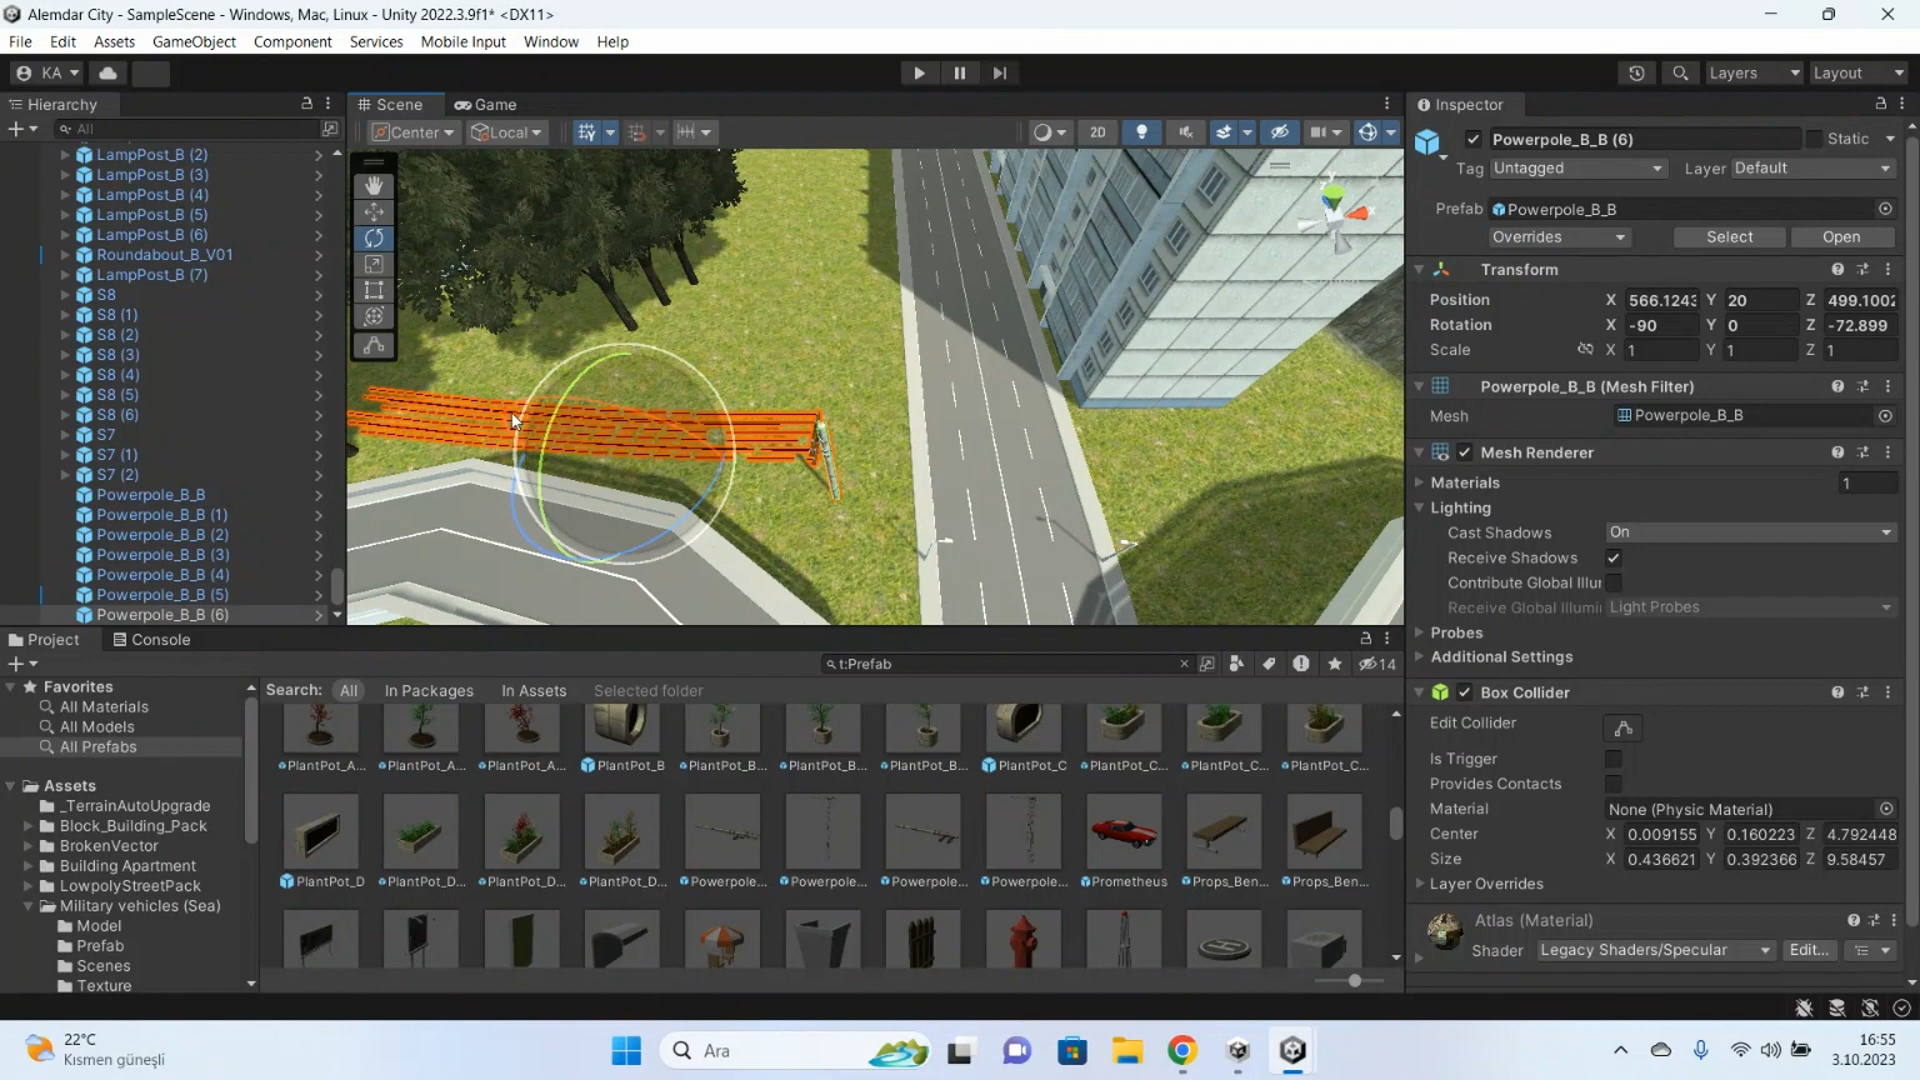 Alemdar City - SampleScene - Windows, Mac, Linux - Unity 2022.3.9f1* <DX11>
File Edit Assets GameObject Component Services Mobile Input Window Help
KA
Layers Layout
Hierarchy
All
LampPost_B (2)
LampPost_B (3)
LampPost_B (4)
LampPost_B (5)
LampPost_B (6)
Roundabout_B_V01
LampPost_B (7)
S8
S8 (1)
S8 (2)
S8 (3)
S8 (4)
S8 (5)
S8 (6)
S7
S7 (1)
S7 (2)
Powerpole_B_B
Powerpole_B_B (1)
Powerpole_B_B (2)
Powerpole_B_B (3)
Powerpole_B_B (4)
Powerpole_B_B (5)
Powerpole_B_B (6)
Scene Game
Center Local 2D
y
x
Inspector
Powerpole_B_B (6) Static
Tag Untagged Layer Default
Prefab Powerpole_B_B
Overrides Select Open
Transform
Position X 566.1243 Y 20 Z 499.1002
Rotation X -90 Y 0 Z -72.899
Scale X 1 Y 1 Z 1
Powerpole_B_B (Mesh Filter)
Mesh Powerpole_B_B
Mesh Renderer
Materials 1
Lighting
Cast Shadows On
Receive Shadows
Contribute Global Illu
Receive Global Illumi Light Probes
Probes
Additional Settings
Box Collider
Edit Collider
Is Trigger
Provides Contacts
Material None (Physic Material)
Center X 0.009155 Y 0.160223 Z 4.792448
Size X 0.436621 Y 0.392366 Z 9.58457
Layer Overrides
Atlas (Material)
Shader Legacy Shaders/Specular Edit...
Project Console
t:Prefab
14
Favorites
All Materials
All Models
All Prefabs
Assets
_TerrainAutoUpgrade
Block_Building_Pack
BrokenVector
Building Apartment
LowpolyStreetPack
Military vehicles (Sea)
Model
Prefab
Scenes
Texture
Search: All In Packages In Assets Selected folder
PlantPot_A... PlantPot_A... PlantPot_A... PlantPot_B PlantPot_B... PlantPot_B... PlantPot_B... PlantPot_C PlantPot_C... PlantPot_C... PlantPot_C...
PlantPot_D PlantPot_D... PlantPot_D... PlantPot_D... Powerpole... Powerpole... Powerpole... Powerpole... Prometheus Props_Ben... Props_Ben...
22°C
Kısmen güneşli
Ara
16:55
3.10.2023